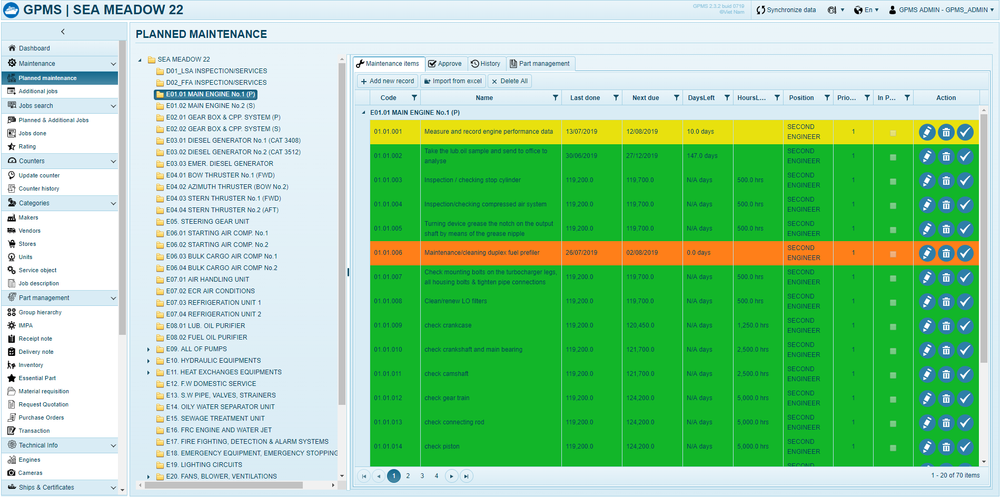 GPMS | SEA MEADOW 22
GPMS 2.3.2 buid 0719
©Viet Nam
Synchronize data
En
GPMS ADMIN - GPMS_ADMIN
Dashboard
Maintenance
Planned maintenance
Additional jobs
Jobs search
Planned & Additional Jobs
Jobs done
Rating
Counters
Update counter
Counter history
Categories
Makers
Vendors
Stores
Units
Service object
Job description
Part management
Group hierarchy
IMPA
Receipt note
Delivery note
Inventory
Essential Part
Material requisition
Request Quotation
Purchase Orders
Transaction
Technical Info
Engines
Cameras
Ships & Certificates
PLANNED MAINTENANCE
SEA MEADOW 22
D01_LSA INSPECTION/SERVICES
D02_FFA INSPECTION/SERVICES
E01.01 MAIN ENGINE No.1 (P)
E01.02 MAIN ENGINE No.2 (S)
E02.01 GEAR BOX & CPP. SYSTEM (P)
E02.02 GEAR BOX & CPP. SYSTEM (S)
E03.01 DIESEL GENERATOR No.1 (CAT 3408)
E03.02 DIESEL GENERATOR No.2 (CAT 3512)
E03.03 EMER. DIESEL GENERATOR
E04.01 BOW THRUSTER No.1 (FWD)
E04.02 AZIMUTH THRUSTER (BOW No.2)
E04.03 STERN THRUSTER No.1 (FWD)
E04.04 STERN THRUSTER No.2 (AFT)
E05. STEERING GEAR UNIT
E06.01 STARTING AIR COMP. No.1
E06.02 STARTING AIR COMP. No.2
E06.03 BULK CARGO AIR COMP No.1
E06.04 BULK CARGO AIR COMP No.2
E07.01 AIR HANDLING UNIT
E07.02 ECR AIR CONDITIONS
E07.03 REFRIGERATION UNIT 1
E07.04 REFRIGERATION UNIT 2
E08.01 LUB. OIL PURIFIER
E08.02 FUEL OIL PURIFIER
E09. ALL OF PUMPS
E10. HYDRAULIC EQUIPMENTS
E11. HEAT EXCHANGES EQUIPMENTS
E12. F.W DOMESTIC SERVICE
E13. S.W PIPE, VALVES, STRAINERS
E14. OILY WATER SEPARATOR UNIT
E15. SEWAGE TREATMENT UNIT
E16. FRC ENGINE AND WATER JET
E17. FIRE FIGHTING, DETECTION & ALARM SYSTEMS
E18. EMERGENCY EQUIPMENT, EMERGENCY STOPPING
E19. LIGHTING CIRCUITS
E20. FANS, BLOWER, VENTILATIONS
Maintenance items Approve History Part management
Add new record Import from excel Delete All
Code Name Last done Next due DaysLeft HoursL... Position Prio... In P... Action
E01.01 MAIN ENGINE No.1 (P)
01.01.001 Measure and record engine performance data 13/07/2019 12/08/2019 10.0 days SECOND ENGINEER 1
01.01.002 Take the lub.oil sample and send to office to analyse 30/06/2019 27/12/2019 147.0 days SECOND ENGINEER 1
01.01.003 Inspection / checking stop cylinder 119,200.0 119,700.0 N/A days 500.0 hrs SECOND ENGINEER 1
01.01.004 Inspection/checking compressed air system 119,200.0 119,700.0 N/A days 500.0 hrs SECOND ENGINEER 1
01.01.005 Turning device grease the notch on the output shaft by means of the grease nipple 119,200.0 119,700.0 N/A days 500.0 hrs SECOND ENGINEER 1
01.01.006 Maintenance/cleaning duplex fuel prefiler 26/07/2019 02/08/2019 0.0 days SECOND ENGINEER 1
01.01.007 Check mounting bolts on the turbocharger legs, all housing bolts & tighten pipe connections 119,200.0 119,700.0 N/A days 500.0 hrs SECOND ENGINEER 1
01.01.008 Clean/renew LO filters 119,200.0 119,700.0 N/A days 500.0 hrs SECOND ENGINEER 1
01.01.009 check crankcase 119,200.0 120,450.0 N/A days 1,250.0 hrs SECOND ENGINEER 1
01.01.010 check crankshaft and main bearing 119,200.0 121,700.0 N/A days 2,500.0 hrs SECOND ENGINEER 1
01.01.011 check camshaft 119,200.0 121,700.0 N/A days 2,500.0 hrs SECOND ENGINEER 1
01.01.012 check gear train 119,200.0 124,200.0 N/A days 5,000.0 hrs SECOND ENGINEER 1
01.01.013 check connecting rod 119,200.0 124,200.0 N/A days 5,000.0 hrs SECOND ENGINEER 1
01.01.014 check piston 119,200.0 124,200.0 N/A days 5,000.0 hrs SECOND ENGINEER 1
SECOND
1 2 3 4
1 - 20 of 70 items